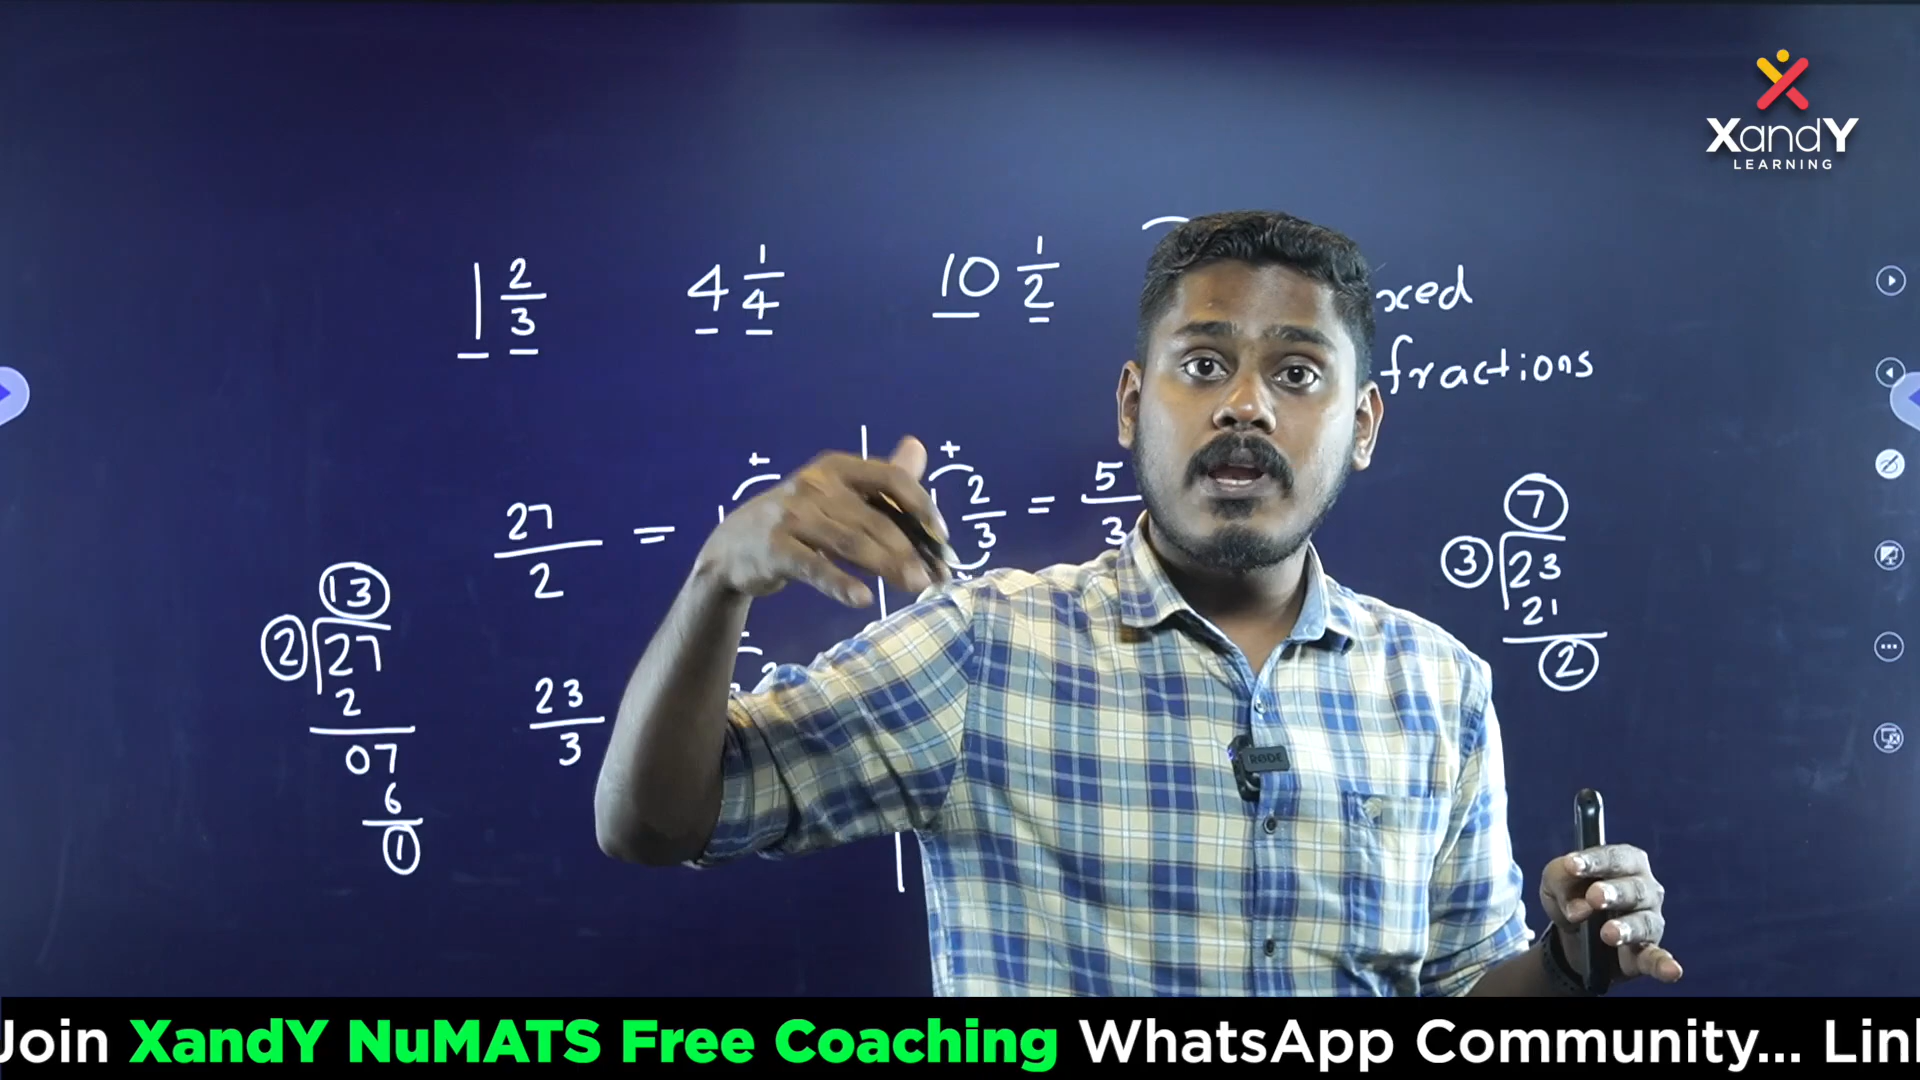 XandY
LEARNING
1 2/3 4 1/4 10 1/2
xed
fractions
27/2 =
+
+
2/3 = 5/3
23/3
13
2 27
2
07
6
1
7
3 23
21
2
RØDE
Join XandY NuMATS Free Coaching WhatsApp Community... Lin